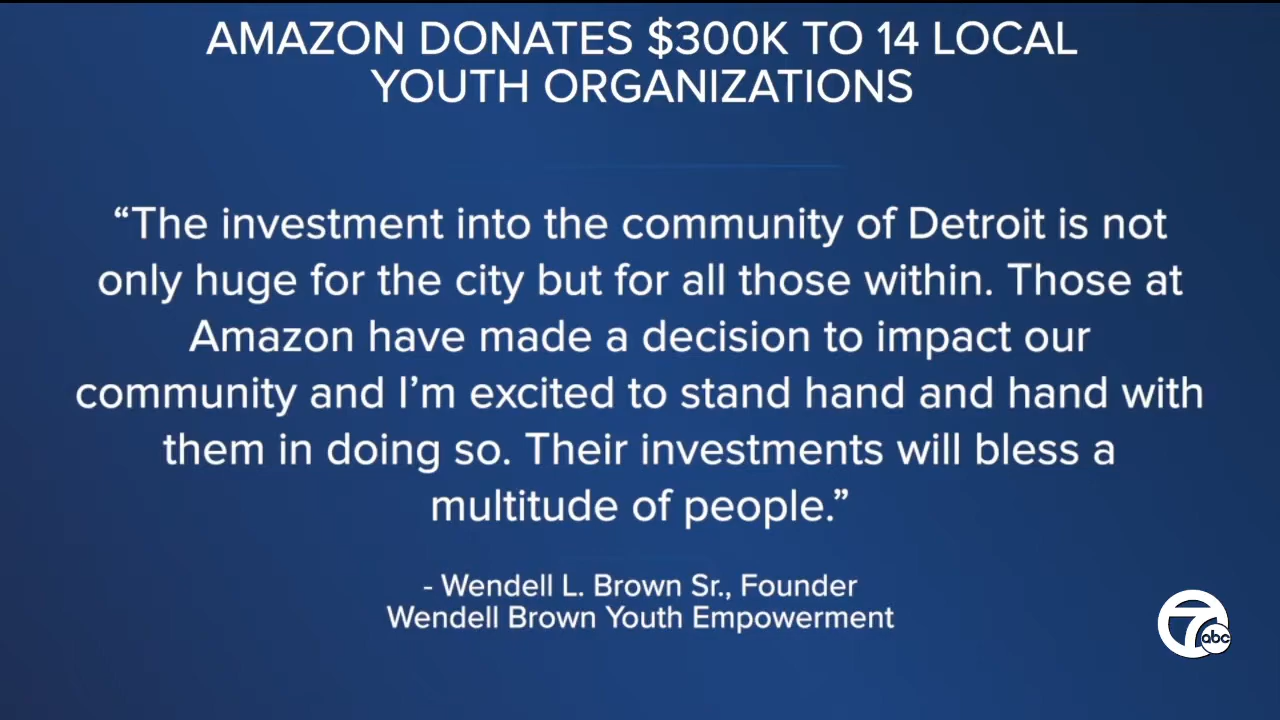 AMAZON DONATES $300K TO 14 LOCAL
YOUTH ORGANIZATIONS
“The investment into the community of Detroit is not
only huge for the city but for all those within. Those at
Amazon have made a decision to impact our
community and I’m excited to stand hand and hand with
them in doing so. Their investments will bless a
multitude of people.”
- Wendell L. Brown Sr., Founder
Wendell Brown Youth Empowerment
7
abc